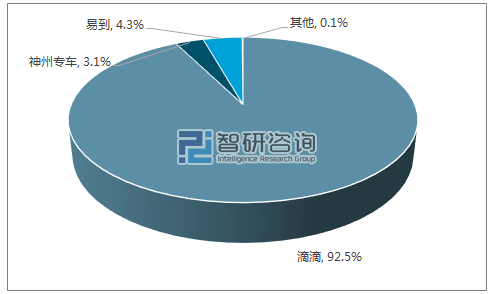 易到, 4.3%
其他, 0.1%
神州专车, 3.1%
智研咨询
Intelligence Research Group
滴滴, 92.5%